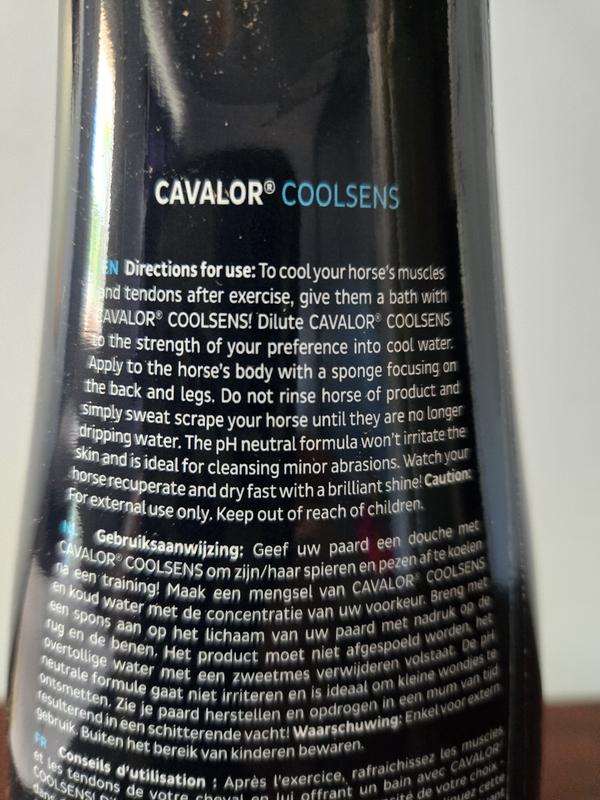 CAVALOR® COOLSENS
EN Directions for use: To cool your horse's muscles
and tendons after exercise, give them a bath with
CAVALOR® COOLSENS! Dilute CAVALOR® COOLSENS
to the strength of your preference into cool water.
Apply to the horse's body with a sponge focusing on
the back and legs. Do not rinse horse of product and
simply sweat scrape your horse until they are no longer
dripping water. The pH neutral formula won't irritate the
skin and is ideal for cleansing minor abrasions. Watch your
horse recuperate and dry fast with a brilliant shine! Caution:
For external use only. Keep out of reach of children.
NL Gebruiksaanwijzing: Geef uw paard een douche met
CAVALOR® COOLSENS om zijn/haar spieren en pezen af te koelen
na een training! Maak een mengsel van CAVALOR® COOLSENS
en koud water met de concentratie van uw voorkeur. Breng met
een spons aan op het lichaam van uw paard met nadruk op de
rug en de benen. Het product moet niet afgespoeld worden, het
overtollige water met een zweetmes verwijderen volstaat. De pH
neutrale formule gaat niet irriteren en is ideaal om kleine wondjes te
ontsmetten. Zie je paard herstellen en opdrogen in een mum van tijd
resulterend in een schitterende vacht! Waarschuwing: Enkel voor extern
gebruik. Buiten het bereik van kinderen bewaren.
FR Conseils d'utilisation : Après l'exercice, rafraichissez les muscles
et les tendons de votre cheval en lui offrant un bain avec CAVALOR®
COOLSENS! de votre choix
dans